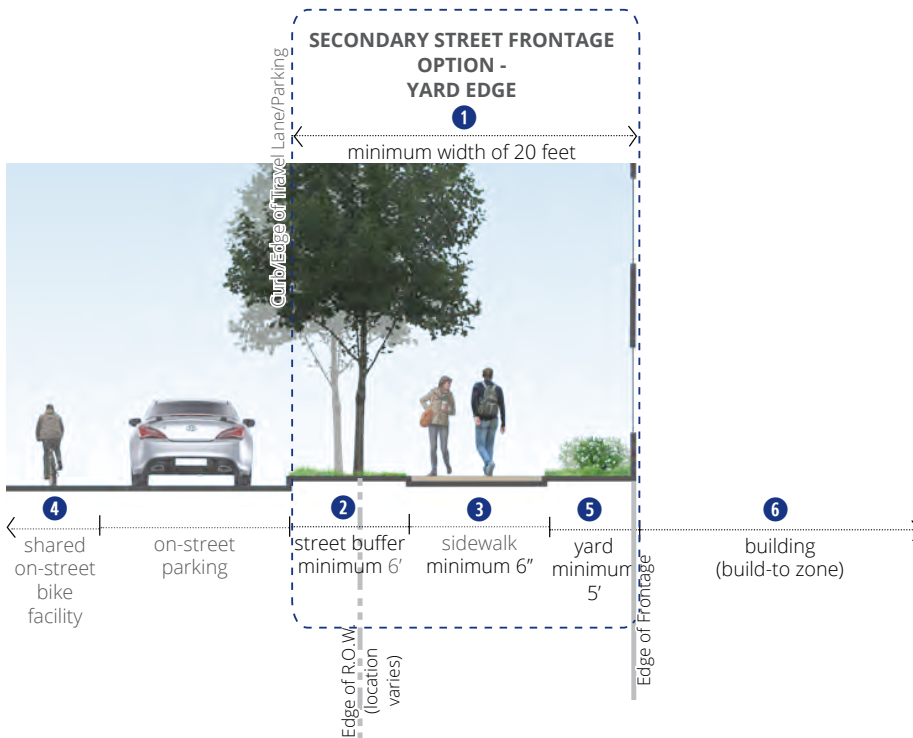 SECONDARY STREET FRONTAGE
OPTION -
YARD EDGE
1
minimum width of 20 feet
Curb/Edge of Travel Lane/Parking
4
shared
on-street
bike
facility
on-street
parking
2
street buffer
minimum 6’
3
sidewalk
minimum 6”
5
yard
minimum
5’
6
building
(build-to zone)
Edge of R.O.W.
(location
varies)
Edge of Frontage